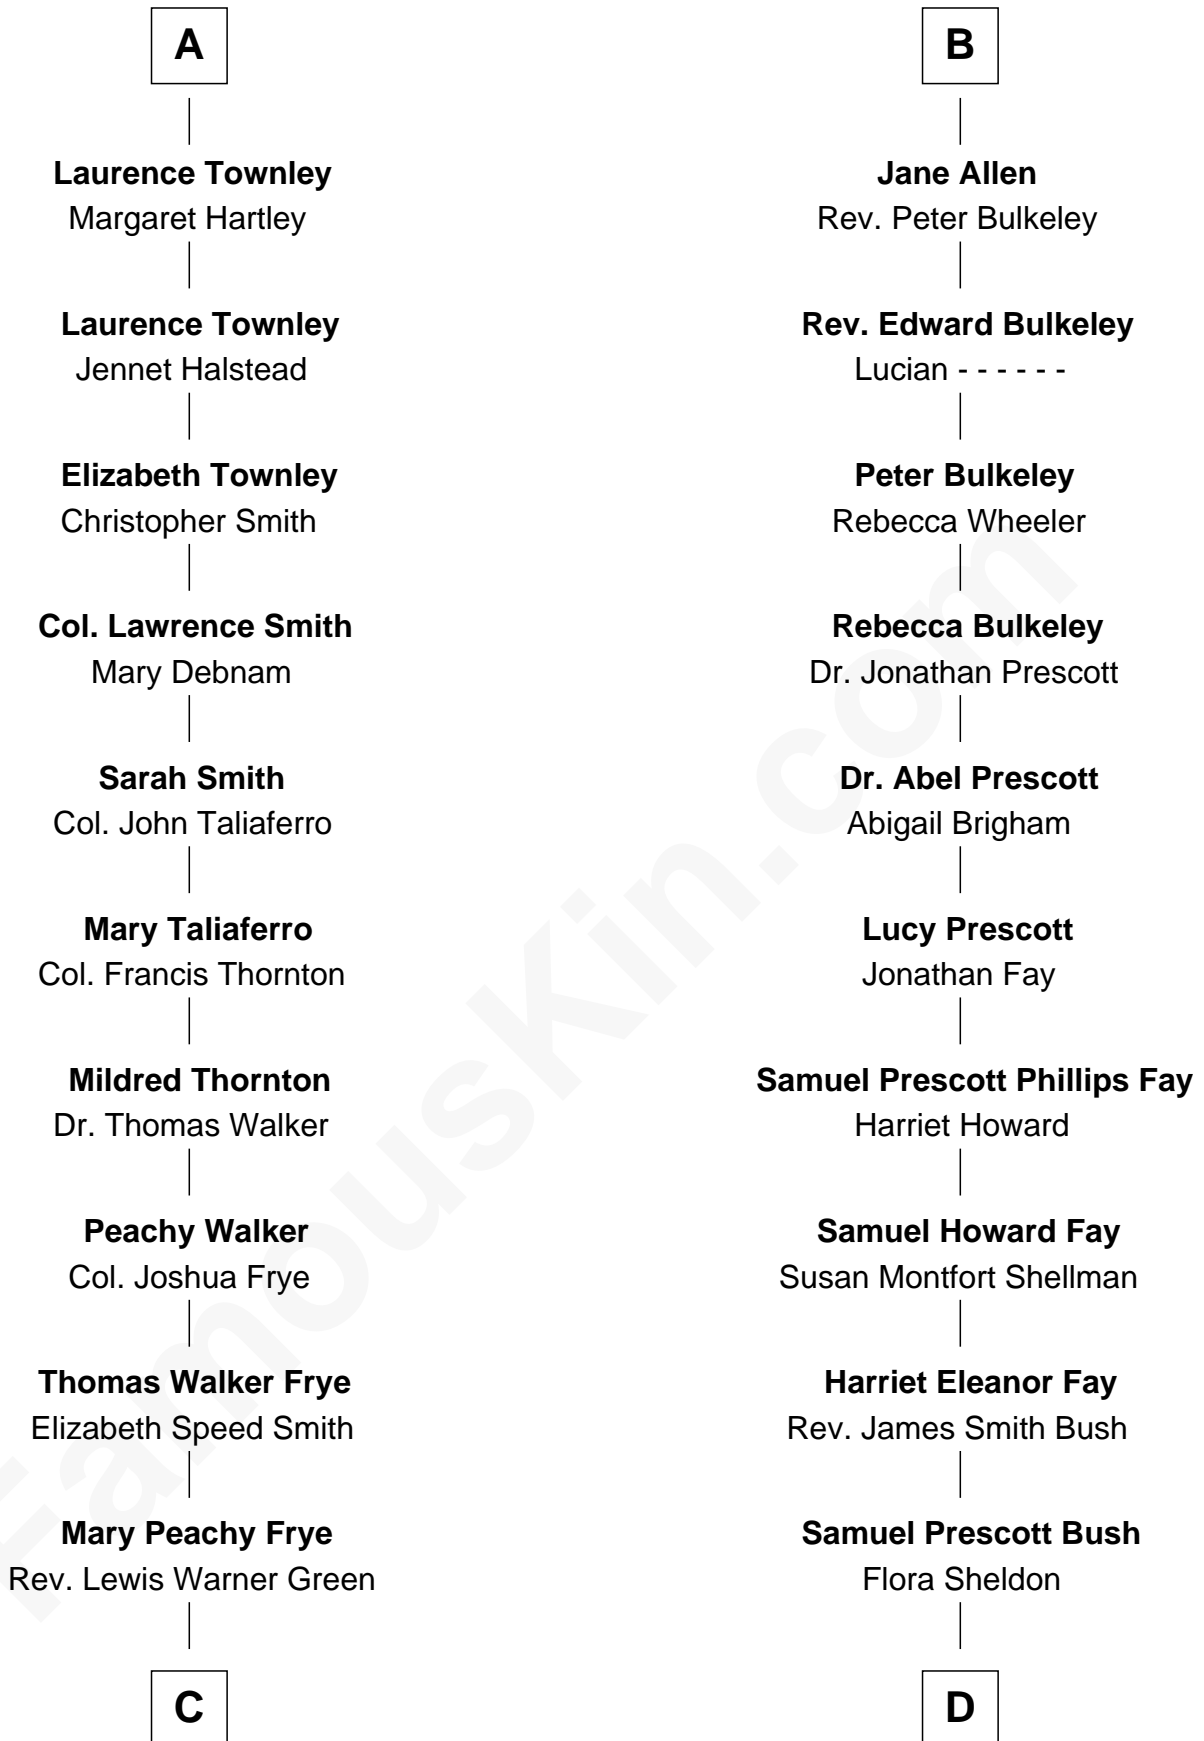 A
Laurence Townley
Margaret Hartley
Laurence Townley
Jennet Halstead
Elizabeth Townley
Christopher Smith
Col. Lawrence Smith
Mary Debnam
Sarah Smith
Col. John Taliaferro
Mary Taliaferro
Col. Francis Thornton
Mildred Thornton
Dr. Thomas Walker
Peachy Walker
Col. Joshua Frye
Thomas Walker Frye
Elizabeth Speed Smith
Mary Peachy Frye
Rev. Lewis Warner Green
C
B
Jane Allen
Rev. Peter Bulkeley
Rev. Edward Bulkeley
Lucian - - - - - -
Peter Bulkeley
Rebecca Wheeler
Rebecca Bulkeley
Dr. Jonathan Prescott
Dr. Abel Prescott
Abigail Brigham
Lucy Prescott
Jonathan Fay
Samuel Prescott Phillips Fay
Harriet Howard
Samuel Howard Fay
Susan Montfort Shellman
Harriet Eleanor Fay
Rev. James Smith Bush
Samuel Prescott Bush
Flora Sheldon
D
FamousKin.com